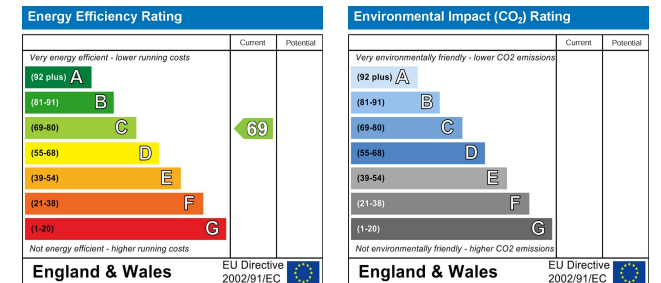 Energy Efficiency Rating
Current Potential
Very energy efficient - lower running costs
(92 plus) A
(81-91) B
(69-80) C 69
(55-68) D
(39-54) E
(21-38) F
(1-20) G
Not energy efficient - higher running costs
England & Wales
EU Directive
2002/91/EC
Environmental Impact (CO₂) Rating
Current Potential
Very environmentally friendly - lower CO2 emissions
(92 plus) A
(81-91) B
(69-80) C
(55-68) D
(39-54) E
(21-38) F
(1-20) G
Not environmentally friendly - higher CO2 emissions
England & Wales
EU Directive
2002/91/EC